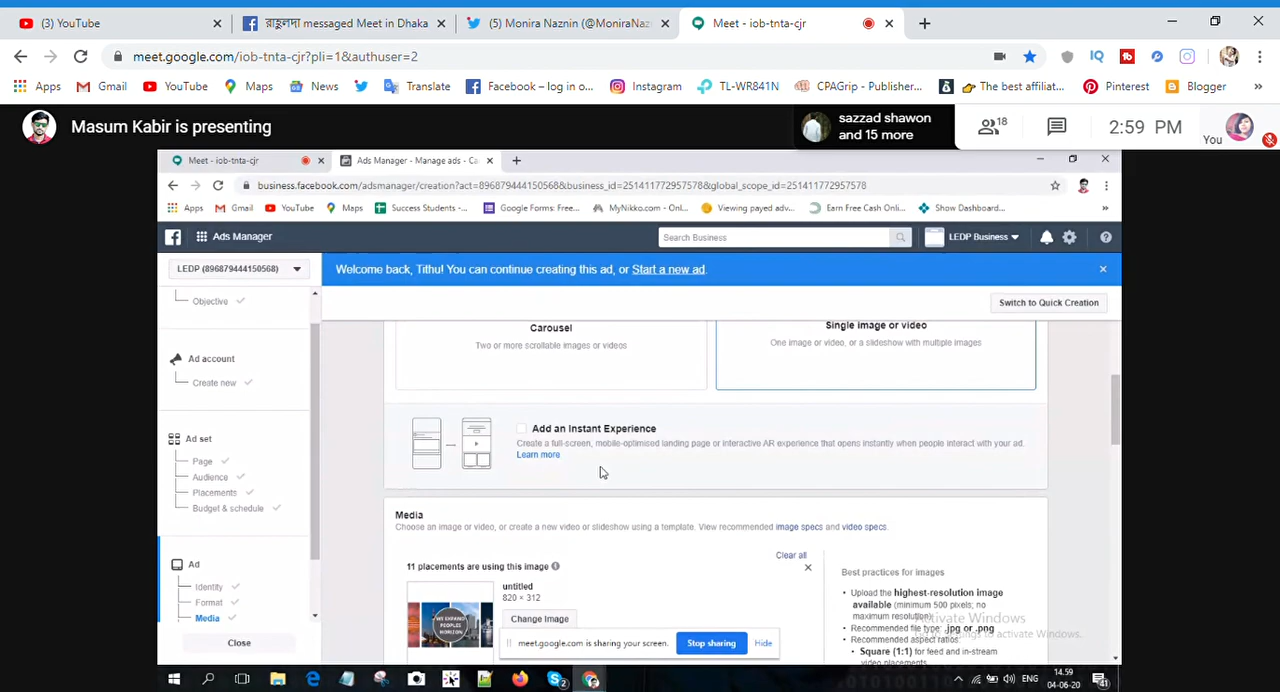 (3) YouTube
রাহুলদা messaged Meet in Dhaka
(5) Monira Naznin (@MoniraNaz
Meet - iob-tnta-cjr
meet.google.com/iob-tnta-cjr?pli=1&authuser=2
Apps
Gmail
YouTube
Maps
News
Translate
Facebook – log in o...
Instagram
TL-WR841N
CPAGrip - Publisher...
The best affiliat...
Pinterest
Blogger
Masum Kabir is presenting
sazzad shawon
and 15 more
18
2:59 PM
You
Meet - iob-tnta-cjr
Ads Manager - Manage ads - Ca
business.facebook.com/adsmanager/creation?act=896879444150568&business_id=251411772957578&global_scope_id=251411772957578
Apps
Gmail
YouTube
Maps
Success Students -...
Google Forms: Free...
MyNikko.com - Onl...
Viewing payed adv...
Earn Free Cash Onli...
Show Dashboard...
Ads Manager
Search Business
LEDP Business
LEDP (896879444150568)
Welcome back, Tithu! You can continue creating this ad, or Start a new ad.
Switch to Quick Creation
Objective
Ad account
Create new
Ad set
Page
Audience
Placements
Budget & schedule
Ad
Identity
Format
Media
Close
Carousel
Two or more scrollable images or videos
Single image or video
One image or video, or a slideshow with multiple images
Add an Instant Experience
Create a full-screen, mobile-optimised landing page or interactive AR experience that opens instantly when people interact with your ad.
Learn more
Media
Choose an image or video, or create a new video or slideshow using a template. View recommended image specs and video specs.
Clear all
11 placements are using this image
untitled
820 × 312
Change Image
WE EXPAND
PEOPLES
HORIZON
Best practices for images
Upload the highest-resolution image
available (minimum 500 pixels; no
maximum resolution)
Recommended file type: .jpg or .png
Recommended aspect ratios:
Square (1:1) for feed and in-stream
video placements
Activate Windows
to activate Windows.
meet.google.com is sharing your screen.
Stop sharing
Hide
ENG
14.59
04-06-20